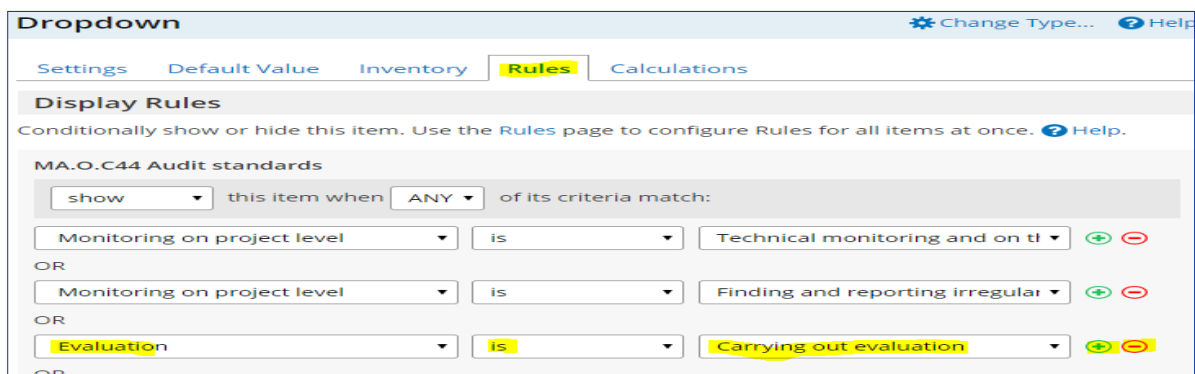 Dropdown Change Type... Help
Settings Default Value Inventory Rules Calculations
Display Rules
Conditionally show or hide this item. Use the Rules page to configure Rules for all items at once. Help.
MA.O.C44 Audit standards
show this item when ANY of its criteria match:
Monitoring on project level is Technical monitoring and on
OR
Monitoring on project level is Finding and reporting
OR
Evaluation is Carrying out evaluation
OR